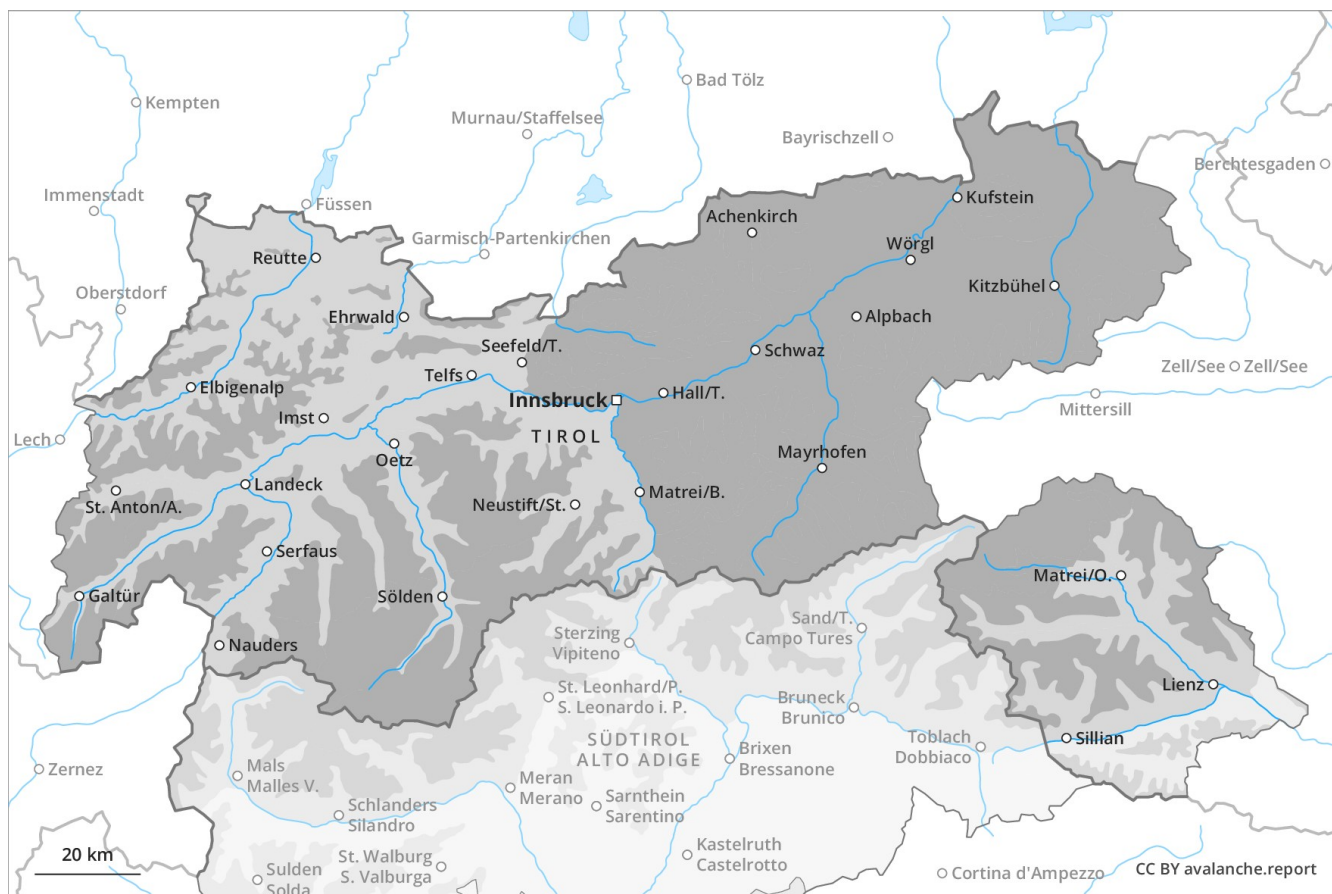 Kempten
Bad Tölz
Murnau/Staffelsee
Bayrischzell
Berchtesgaden
Immenstadt
Füssen
Kufstein
Achenkirch
Garmisch-Partenkirchen
Wörgl
Reutte
Kitzbühel
Oberstdorf
Ehrwald
Alpbach
Seefeld/T.
Schwaz
Telfs
Zell/See
Zell/See
Elbigenalp
Innsbruck
Hall/T.
Mittersill
Imst
TIROL
Lech
Oetz
Mayrhofen
Landeck
Matrei/B.
St. Anton/A.
Neustift/St.
Serfaus
Matrei/O.
Galtür
Sölden
Sand/T.
Campo Tures
Sterzing
Vipiteno
Nauders
Lienz
St. Leonhard/P.
S. Leonardo i. P.
Bruneck
Brunico
SÜDTIROL
ALTO ADIGE
Sillian
Toblach
Dobbiaco
Brixen
Bressanone
Zernez
Mals
Malles V.
Meran
Merano
Sarnthein
Sarentino
Schlanders
Silandro
Kastelruth
Castelrotto
20 km
St. Walburg
S. Valburga
Sulden
Solda
Cortina d'Ampezzo
CC BY avalanche.report